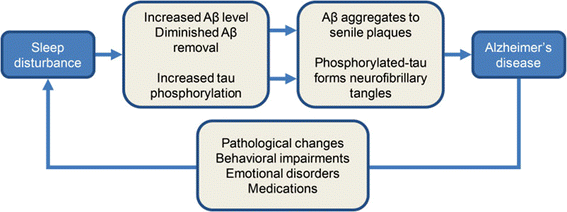 Sleep
disturbance
Increased Aβ level
Diminished Aβ
removal
Increased tau
phosphorylation
Aβ aggregates to
senile plaques
Phosphorylated-tau
forms neurofibrillary
tangles
Alzheimer's
disease
Pathological changes
Behavioral impairments
Emotional disorders
Medications